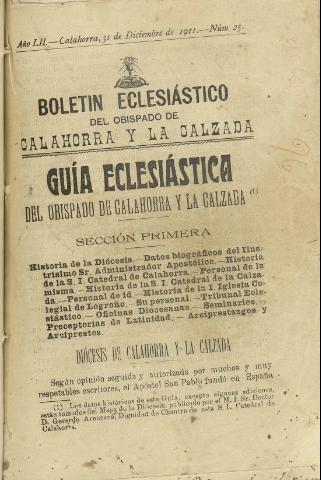 Año LII.—Calahorra, 31 de Diciembre de 1911.—Núm 25.
BOLETIN ECLESIÁSTICO
DEL OBISPADO DE
CALAHORRA Y LA CALZADA
GUÍA ECLESIÁSTICA
DEL OBISPADO DE CALAHORRA Y LA CALZADA (1)
SECCIÓN PRIMERA
Historia de la Diócesis.—Datos biográficos del Ilus-
trísimo Sr. Administrador Apostólico.—Historia
de la S. I. Catedral de Calahorra.—Personal de la
misma.—Historia de la S. I. Catedral de la Calza-
da.—Personal de id.—Historia de la I. Iglesia Co-
legial de Logroño.—Su personal.—Tribunal Ecle-
siástico.—Oficinas Diocesanas.—Seminarios.—
Preceptorias de Latinidad.—Arciprestazgos y
Arciprestes.
DIÓCESIS DE CALAHORRA Y LA CALZADA
Según opinión seguida y autorizada por muchos y muy
respetables escritores, el Apóstol San Pablo fundó en España
(1) Los datos históricos de esta Guía, excepto algunas adiciones,
están tomados del Mapa de la Diócesis, publicado por el M. I. Sr. Doctor
D. Gerardo Arenzana, Dignidad de Chantre de esta S. I. Catedral de
Calahorra.